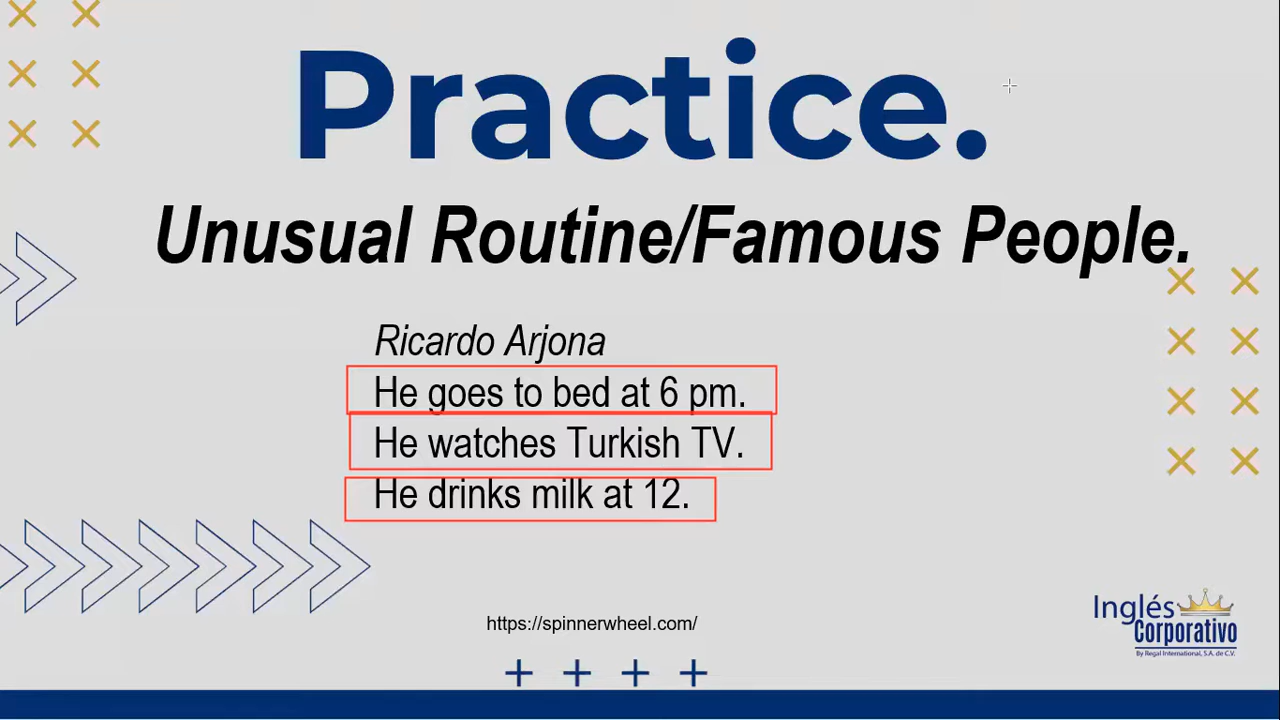 Practice.
Unusual Routine/Famous People.
Ricardo Arjona
He goes to bed at 6 pm.
He watches Turkish TV.
He drinks milk at 12.
https://spinnerwheel.com/
Inglés
Corporativo
By Regal International, S.A. de C.V.